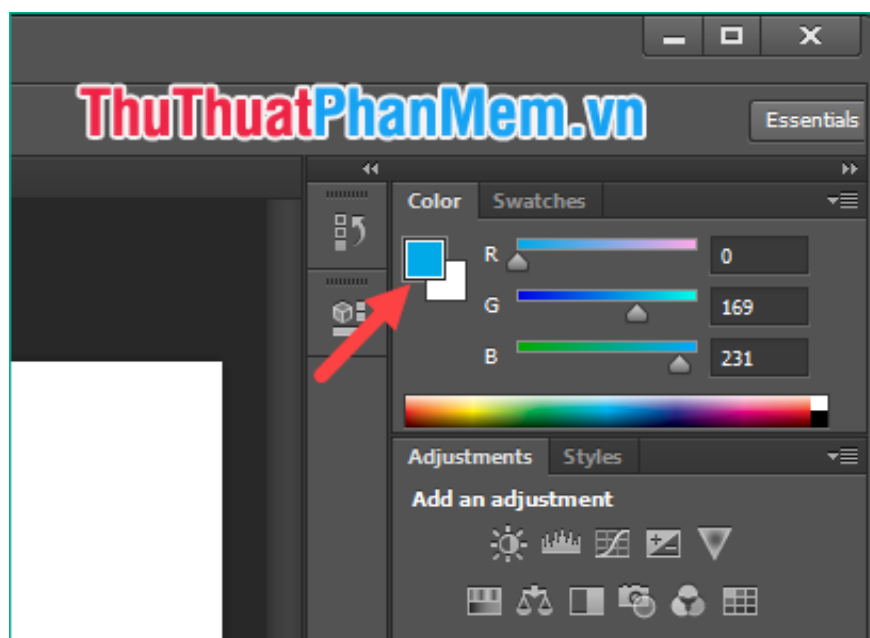 ThuThuatPhanMem.vn
Essentials
Color Swatches
R 0
G 169
B 231
Adjustments Styles
Add an adjustment